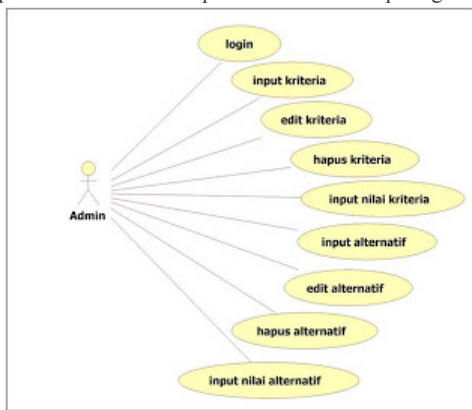 login
input kriteria
edit kriteria
hapus kriteria
input nilai kriteria
Admin
input alternatif
edit alternatif
hapus alternatif
input nilai alternatif